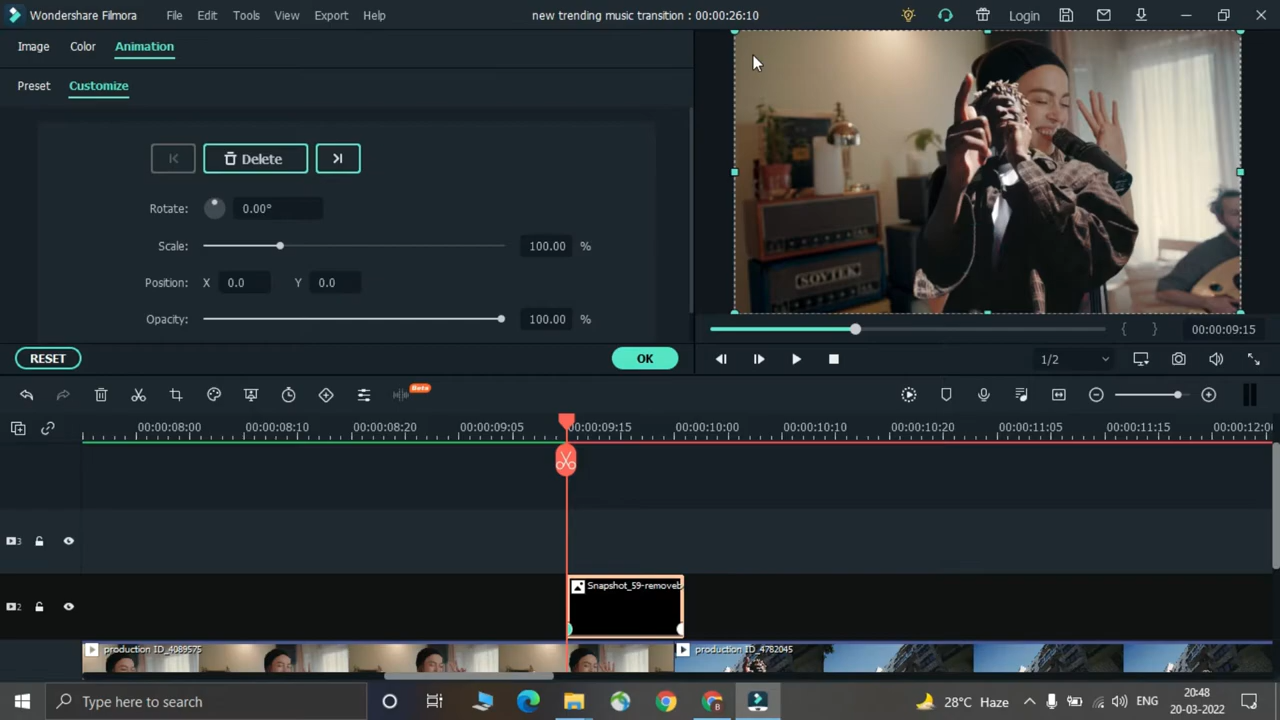 Wondershare Filmora File Edit Tools View Export Help new trending music transition : 00:00:26:10 Login
Image Color Animation
Preset Customize
Delete
Rotate: 0.00°
Scale: 100.00 %
Position: X 0.0 Y 0.0
Opacity: 100.00 %
RESET OK
SOVTEK
00:00:09:15
1/2
Beta
00:00:08:00 00:00:08:10 00:00:08:20 00:00:09:05 00:00:09:15 00:00:10:00 00:00:10:10 00:00:10:20 00:00:11:05 00:00:11:15 00:00:12:0
3
2
Snapshot_59-removeb
production ID_4089575 production ID_4782045
Type here to search
28°C Haze ENG
20:48
20-03-2022